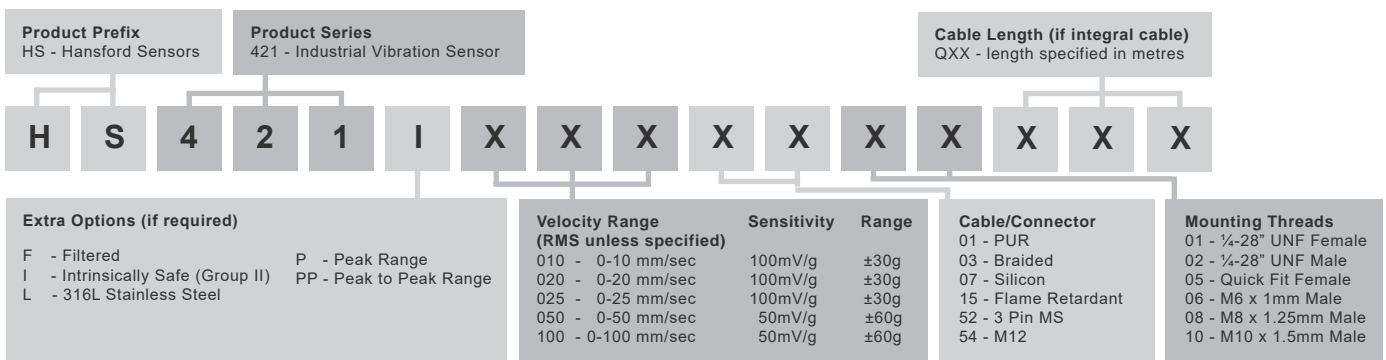 Product Prefix
HS - Hansford Sensors
Product Series
421 - Industrial Vibration Sensor
Cable Length (if integral cable)
QXX - length specified in metres
H S 4 2 1 I X X X X X X X X X X
Extra Options (if required)
F - Filtered
I - Intrinsically Safe (Group II)
L - 316L Stainless Steel
P - Peak Range
PP - Peak to Peak Range
Velocity Range Sensitivity Range
(RMS unless specified)
010 - 0-10 mm/sec 100mV/g ±30g
020 - 0-20 mm/sec 100mV/g ±30g
025 - 0-25 mm/sec 100mV/g ±30g
050 - 0-50 mm/sec 50mV/g ±60g
100 - 0-100 mm/sec 50mV/g ±60g
Cable/Connector
01 - PUR
03 - Braided
07 - Silicon
15 - Flame Retardant
52 - 3 Pin MS
54 - M12
Mounting Threads
01 - ¼-28” UNF Female
02 - ¼-28” UNF Male
05 - Quick Fit Female
06 - M6 x 1mm Male
08 - M8 x 1.25mm Male
10 - M10 x 1.5mm Male